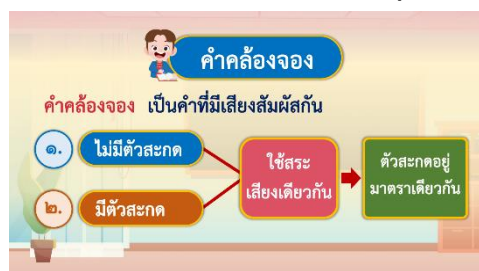 คำคล้องจอง
คำคล้องจอง เป็นคำที่มีเสียงสัมผัสกัน
๑.
ไม่มีตัวสะกด
๒.
มีตัวสะกด
ใช้สระ
เสียงเดียวกัน
ตัวสะกดอยู่
มาตราเดียวกัน